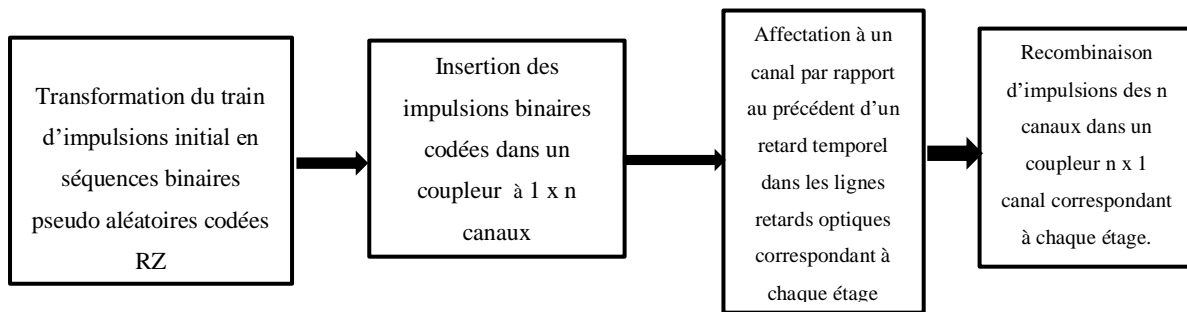 Transformation du train
d’impulsions initial en
séquences binaires
pseudo aléatoires codées
RZ
Insertion des
impulsions binaires
codées dans un
coupleur à 1 x n
canaux
Affectation à un
canal par rapport
au précédent d’un
retard temporel
dans les lignes
retards optiques
correspondant à
chaque étage
Recombinaison
d’impulsions des n
canaux dans un
coupleur n x 1
canal correspondant
à chaque étage.